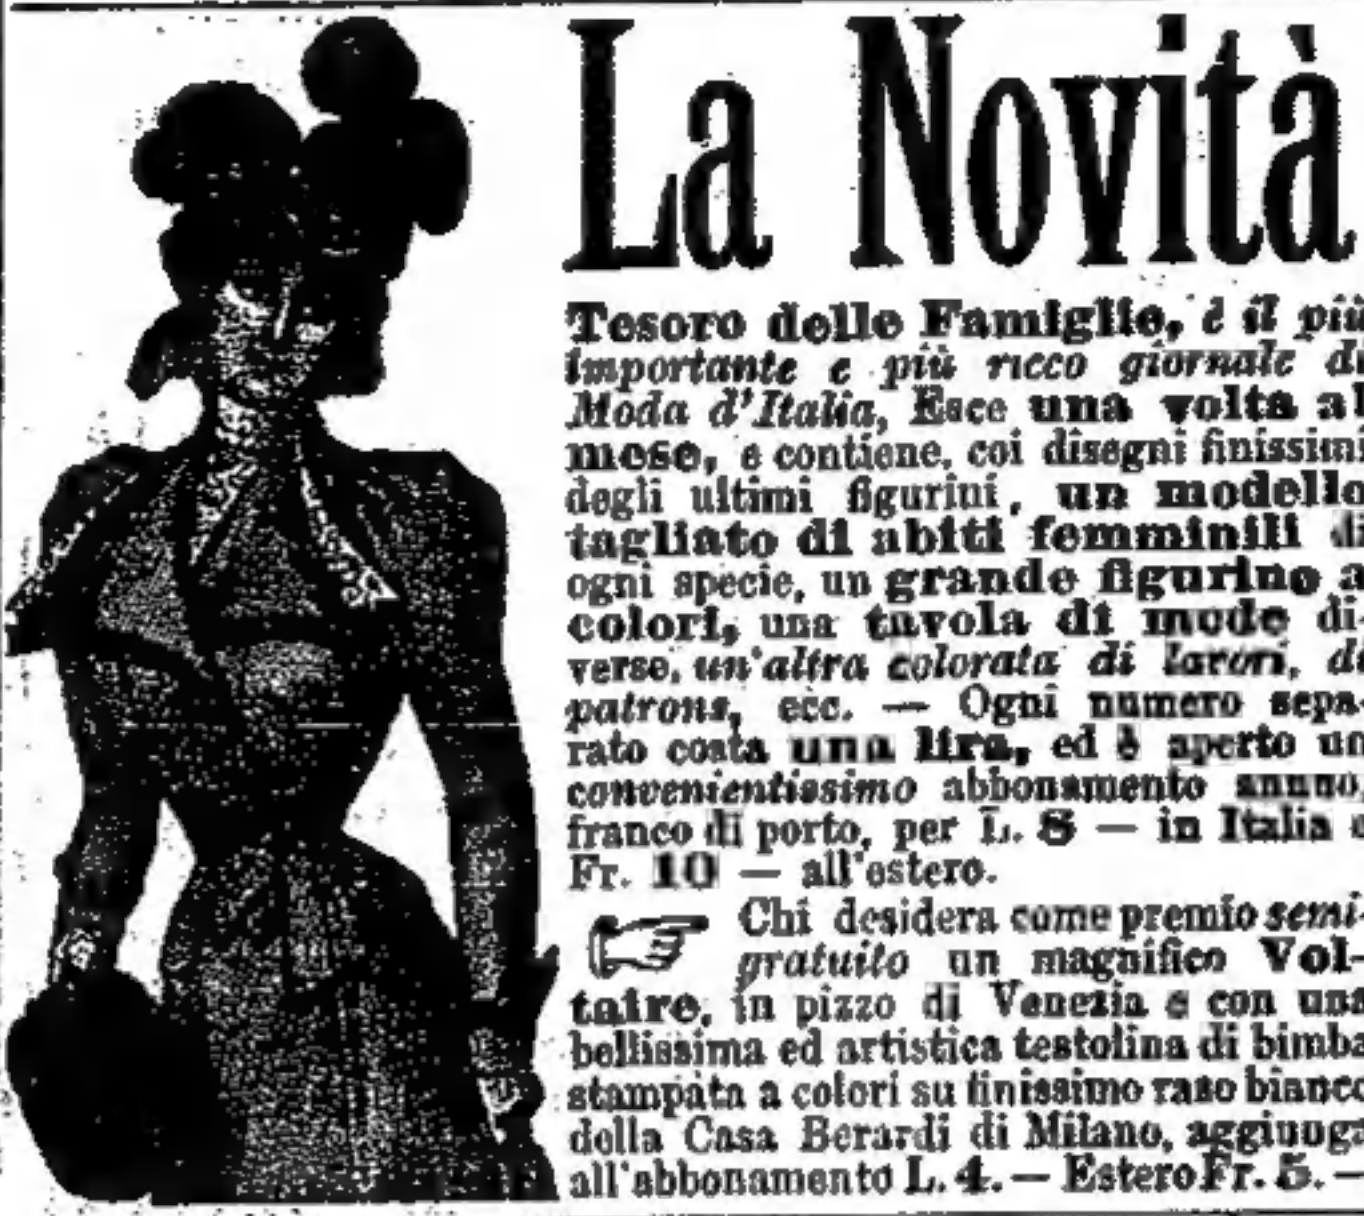 La Novità
Tesoro delle Famiglie, è il più
importante e più ricco giornale di
Moda d'Italia, Esce una volta al
mese, e contiene, coi disegni finissimi
degli ultimi figurini, un modello
tagliato di abiti femminili di
ogni specie, un grande figurino a
colori, una tavola di mode di-
verse, un'altra colorata di lavori, di
patrons, ecc. — Ogni numero sepa-
rato costa una lira, ed è aperto un
convenientissimo abbonamento annuo,
franco di porto, per L. 8 — in Italia e
Fr. 10 — all'estero.
Chi desidera come premio semi-
gratuito un magnifico Vol-
taire, in pizzo di Venezia e con una
bellissima ed artistica testolina di bimba
stampata a colori su finissimo raso bianco
della Casa Berardi di Milano, aggiunga
all'abbonamento L. 4. — Estero Fr. 5. —